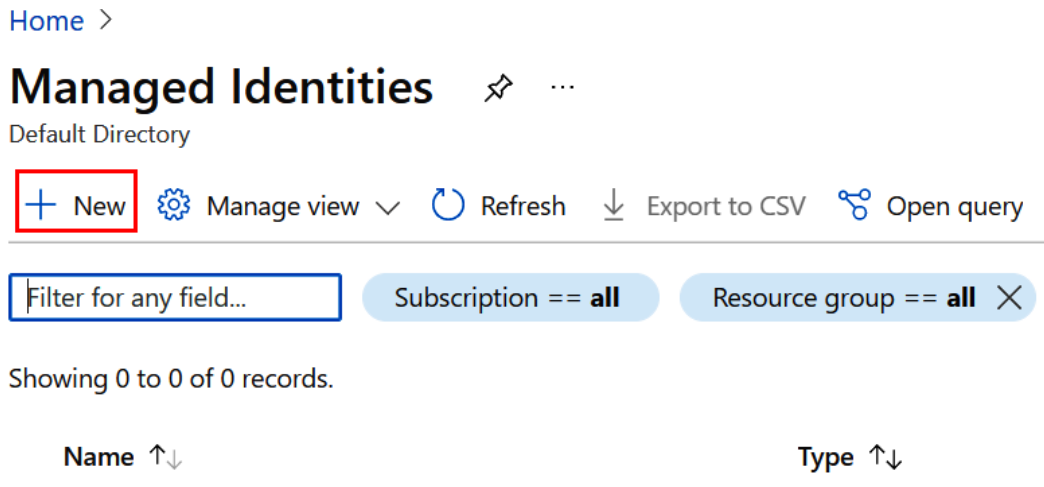 Home >
Managed Identities ...
Default Directory
+ New Manage view Refresh Export to CSV Open query
Filter for any field... Subscription == all Resource group == all
Showing 0 to 0 of 0 records.
Name ↑↓ Type ↑↓